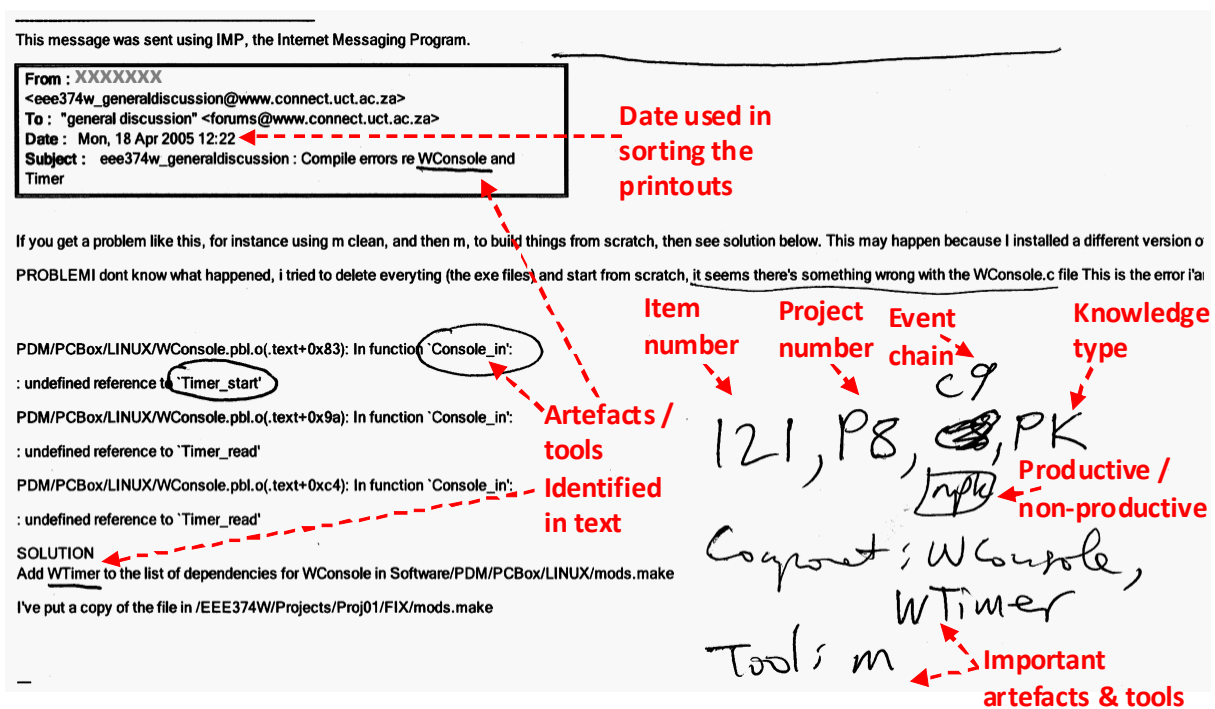 This message was sent using IMP, the Internet Messaging Program.
From : XXXXXXX
<eee374w_generaldiscussion@www.connect.uct.ac.za>
To : "general discussion" <forums@www.connect.uct.ac.za>
Date : Mon, 18 Apr 2005 12:22
Subject : eee374w_generaldiscussion : Compile errors re WConsole and
Timer
Date used in
sorting the
printouts
If you get a problem like this, for instance using m clean, and then m, to build things from scratch, then see solution below. This may happen because I installed a different version
PROBLEMI dont know what happened, i tried to delete everyting (the exe files) and start from scratch, it seems there's something wrong with the WConsole.c file This is the error
Item
number
Project
number
Event
chain
Knowledge
type
PDM/PCBox/LINUX/WConsole.pbl.o(.text+0x83): In function `Console_in':
: undefined reference to `Timer_start'
PDM/PCBox/LINUX/WConsole.pbl.o(.text+0x9a): In function `Console_in':
: undefined reference to `Timer_read'
PDM/PCBox/LINUX/WConsole.pbl.o(.text+0xc4): In function `Console_in':
: undefined reference to `Timer_read'
Artefacts /
tools
Identified
in text
c9
121, P8, , PK
npk
Productive /
non-productive
SOLUTION
Add WTimer to the list of dependencies for WConsole in Software/PDM/PCBox/LINUX/mods.make
I've put a copy of the file in /EEE374W/Projects/Proj01/FIX/mods.make
: WConsole,
WTimer
Tool: m
Important
artefacts & tools